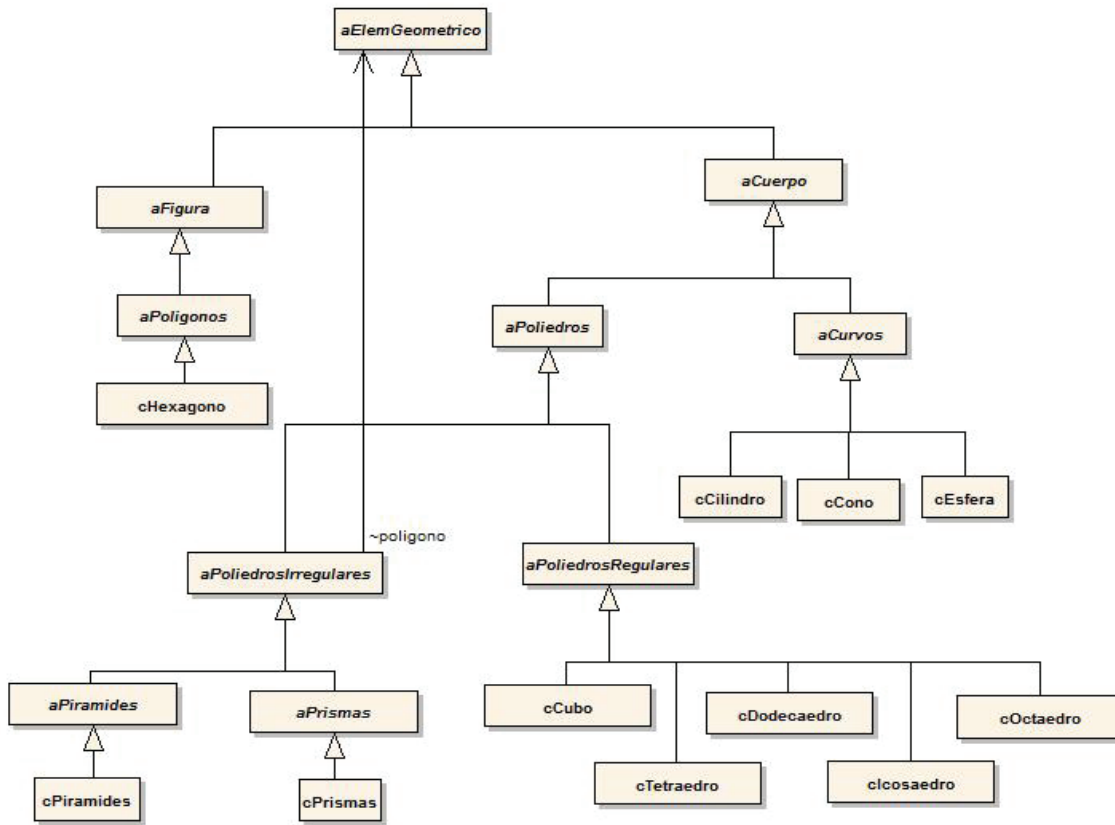 aElemGeometrico
aCuerpo
aFigura
aPoligonos
aPoliedros
aCurvos
cHexagono
cCilindro
cCono
cEsfera
~poligono
aPoliedrosIrregulares
aPoliedrosRegulares
aPiramides
aPrismas
cCubo
cDodecaedro
cOctaedro
cPiramides
cPrismas
cTetraedro
cIcosaedro